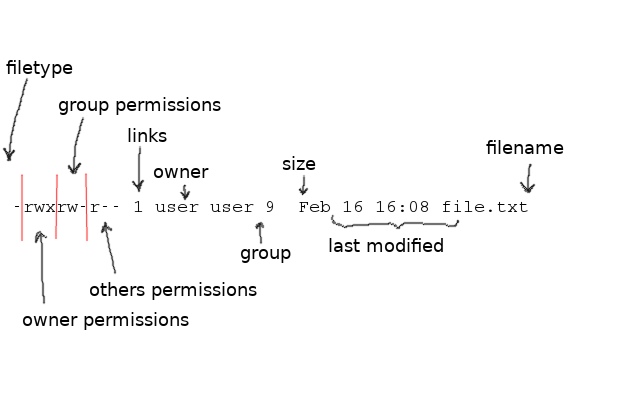 filetype
group permissions
links
filename
owner
size
-rwxrw-r-- 1 user user 9 Feb 16 16:08 file.txt
last modified
group
others permissions
owner permissions